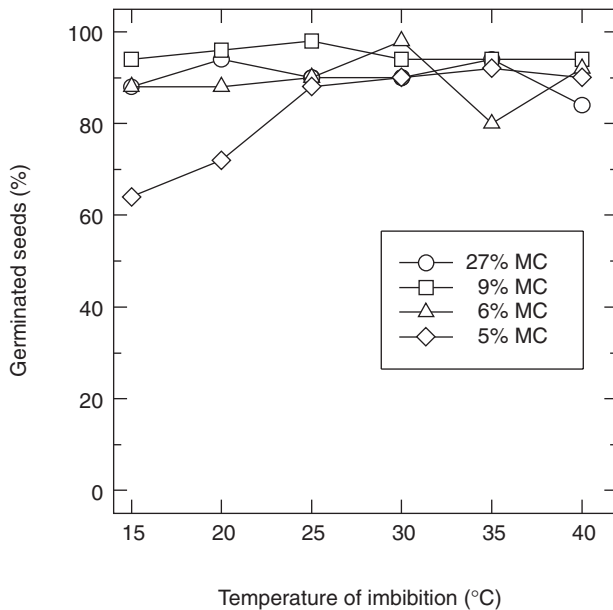 Germinated seeds (%)
100
80
60
40
20
0
27% MC
9% MC
6% MC
5% MC
15 20 25 30 35 40
Temperature of imbibition (°C)